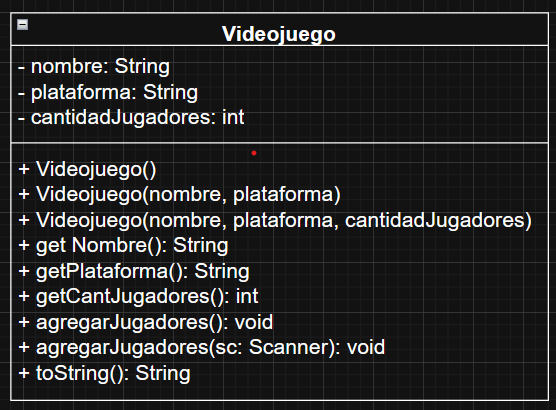 Videojuego
- nombre: String
- plataforma: String
- cantidadJugadores: int
+ Videojuego()
+ Videojuego(nombre, plataforma)
+ Videojuego(nombre, plataforma, cantidadJugadores)
+ get Nombre(): String
+ getPlataforma(): String
+ getCantJugadores(): int
+ agregarJugadores(): void
+ agregarJugadores(sc: Scanner): void
+ toString(): String